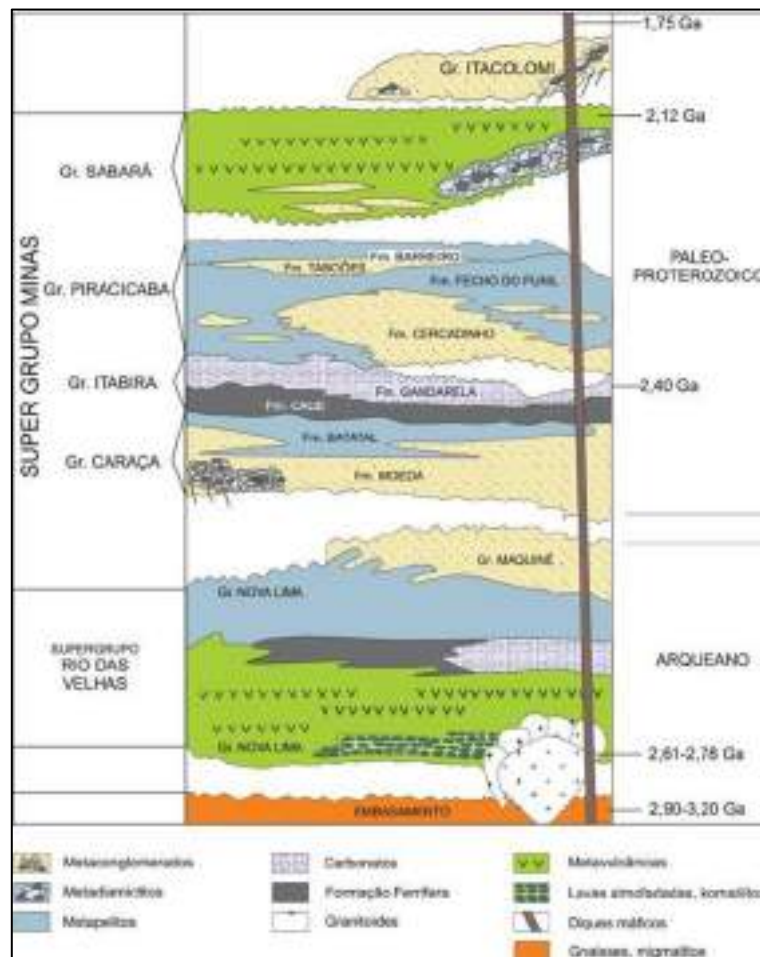 1,75 Ga
Gr. ITACOLOMI
2,12 Ga
Gr. SABARÁ
Fm. BARREIRO
Fm. TABOÕES
Fm. FECHO DO FUNIL
PALEO-
PROTEROZOICO
Gr. PIRACICABA
Fm. CERCADINHO
SUPER GRUPO MINAS
Gr. ITABIRA
Fm. GANDARELA
2,40 Ga
Fm. CAUÊ
Fm. BATATAL
Gr. CARAÇA
Fm. MOEDA
Gr. MAQUINÉ
Gr. NOVA LIMA
SUPERGRUPO
RIO DAS
VELHAS
ARQUEANO
Gr. NOVA LIMA
2,61-2,78 Ga
EMBASAMENTO
2,90-3,20 Ga
Metaconglomerados
Carbonatos
Metavulcânicas
Metadiamictitos
Formação Ferrífera
Lavas almofadadas, komatiitos
Metapelitos
Granitoides
Diques máficos
Gnaisses, migmatitos